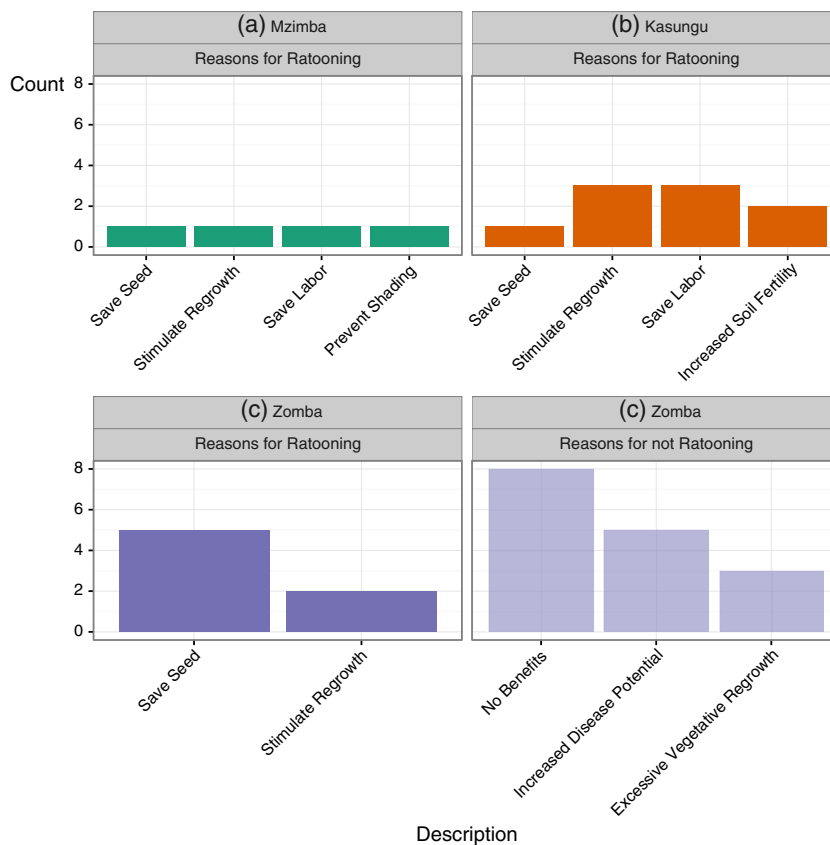 (a) Mzimba
Reasons for Ratooning
(b) Kasungu
Reasons for Ratooning
Count
8
6
4
2
0
Save Seed
Stimulate Regrowth
Save Labor
Prevent Shading
Save Seed
Stimulate Regrowth
Save Labor
Increased Soil Fertility
(c) Zomba
Reasons for Ratooning
(c) Zomba
Reasons for not Ratooning
8
6
4
2
0
Save Seed
Stimulate Regrowth
No Benefits
Increased Disease Potential
Excessive Vegetative Regrowth
Description